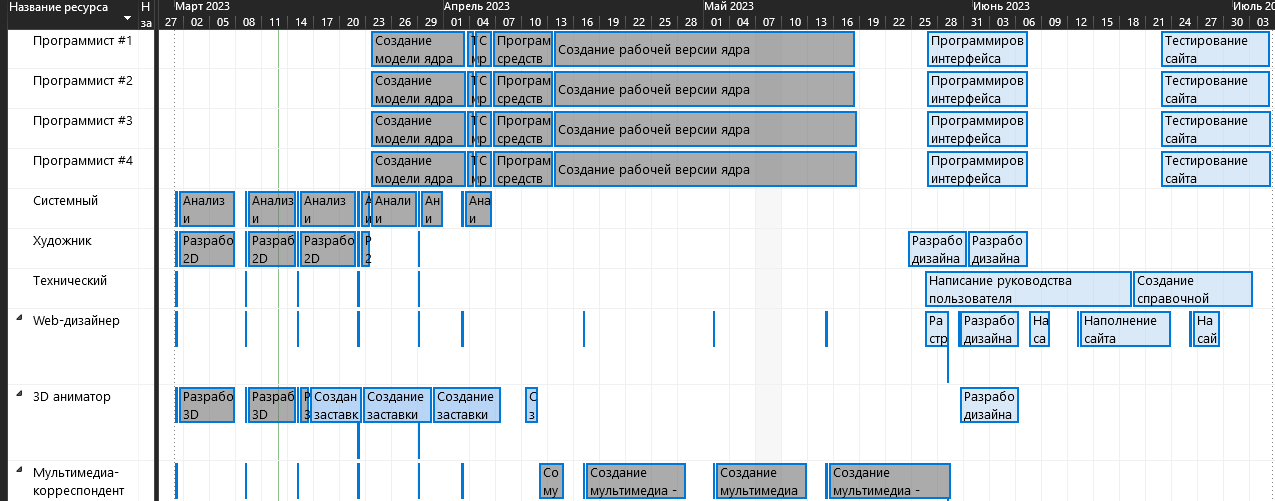 Название ресурса Н за
Март 2023 Апрель 2023 Май 2023 Июнь 2023 Июль 20
27 02 05 08 11 14 17 20 23 26 29 01 04 07 10 13 16 19 22 25 28 01 04 07 10 13 16 19 22 25 28 31 03 06 09 12 15 18 21 24 27 30 03
Программист #1
Создание модели ядра Т мр С Програм средств Создание рабочей версии ядра Программиров интерфейса Тестирование сайта
Программист #2
Создание модели ядра Т мр С Програм средств Создание рабочей версии ядра Программиров интерфейса Тестирование сайта
Программист #3
Создание модели ядра Т мр С Програм средств Создание рабочей версии ядра Программиров интерфейса Тестирование сайта
Программист #4
Создание модели ядра Т мр С Програм средств Создание рабочей версии ядра Программиров интерфейса Тестирование сайта
Системный
Анализ и Анализ и Анализ и А и Анали и Ан и Ана и
Художник
Разрабо 2D Разраб 2D Разрабо 2D Р 2 Разрабо дизайна Разрабо дизайна
Технический
Написание руководства пользователя Создание справочной
Web-дизайнер
Ра стр Разрабо дизайна На са Наполнение сайта На сай
3D аниматор
Разрабо 3D Разраб 3D Р 3 Создан заставк Создание заставки Создание заставки С з Разрабо дизайна
Мультимедиа-
корреспондент
Со му Создание мультимедиа - Создание мультимедиа Создание мультимедиа -